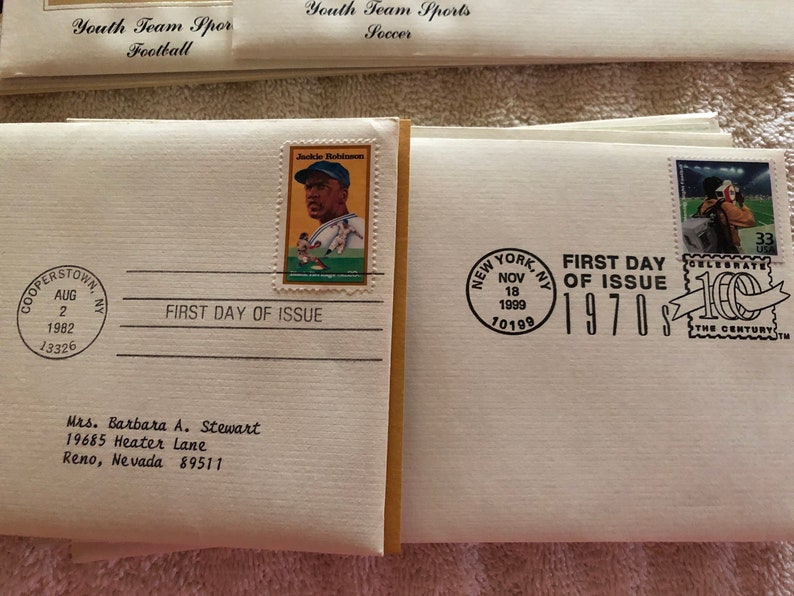 Youth Team Spor
Football
Youth Team Sports
Soccer
Jackie Robinson
COOPERSTOWN, NY
AUG
2
1982
13326
FIRST DAY OF ISSUE
Mrs. Barbara A. Stewart
19685 Heater Lane
Reno, Nevada 89511
33
USA
NEW YORK, NY
NOV
18
1999
10199
FIRST DAY
OF ISSUE
1970s
CELEBRATE
100
THE CENTURY
TM